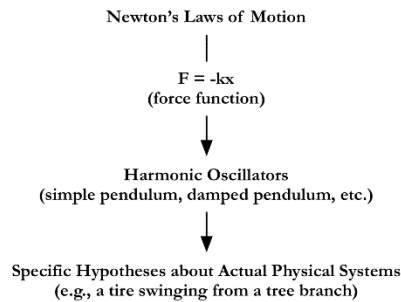 Newton's Laws of Motion
F = -kx
(force function)
Harmonic Oscillators
(simple pendulum, damped pendulum, etc.)
Specific Hypotheses about Actual Physical Systems
(e.g., a tire swinging from a tree branch)